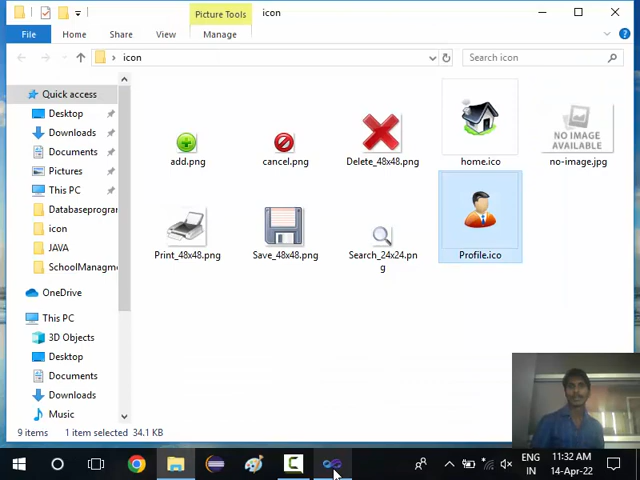 Picture Tools
icon
File
Home
Share
View
Manage
icon
Search icon
Quick access
Desktop
Downloads
Documents
Pictures
This PC
Databaseprogram
icon
JAVA
SchoolManagme
OneDrive
This PC
3D Objects
Desktop
Documents
Downloads
Music
add.png
cancel.png
Delete_48x48.png
home.ico
NO IMAGE
AVAILABLE
no-image.jpg
Print_48x48.png
Save_48x48.png
Search_24x24.pn
g
Profile.ico
9 items
1 item selected 34.1 KB
ENG
IN
11:32 AM
14-Apr-22